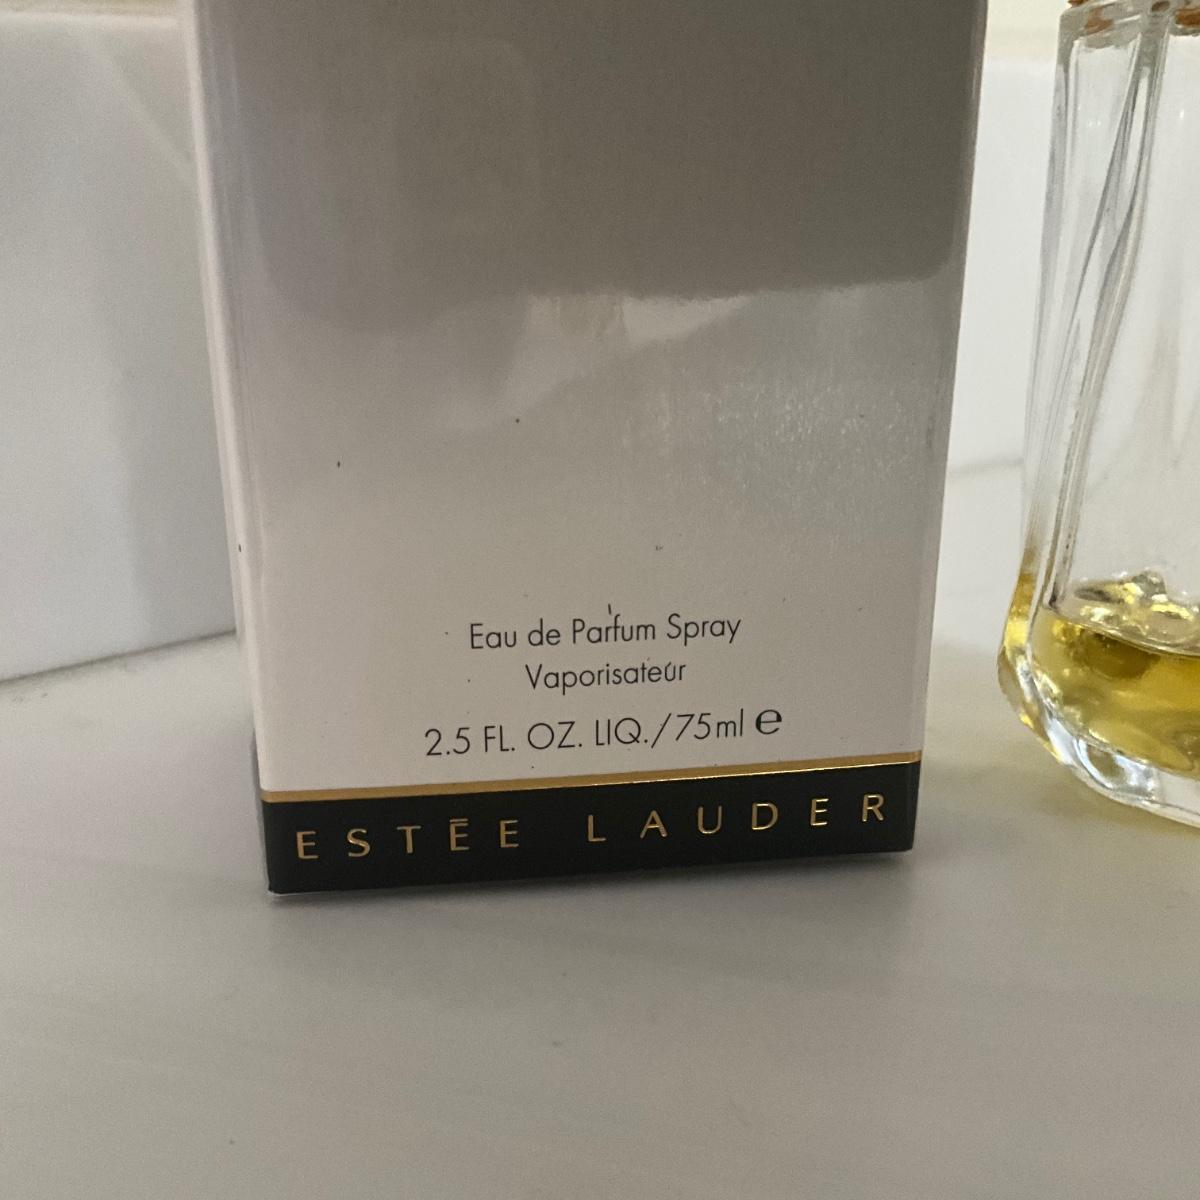 Eau de Parfum Spray
Vaporisateur
2.5 FL. OZ. LIQ./75ml ℮
ESTĒE LAUDER